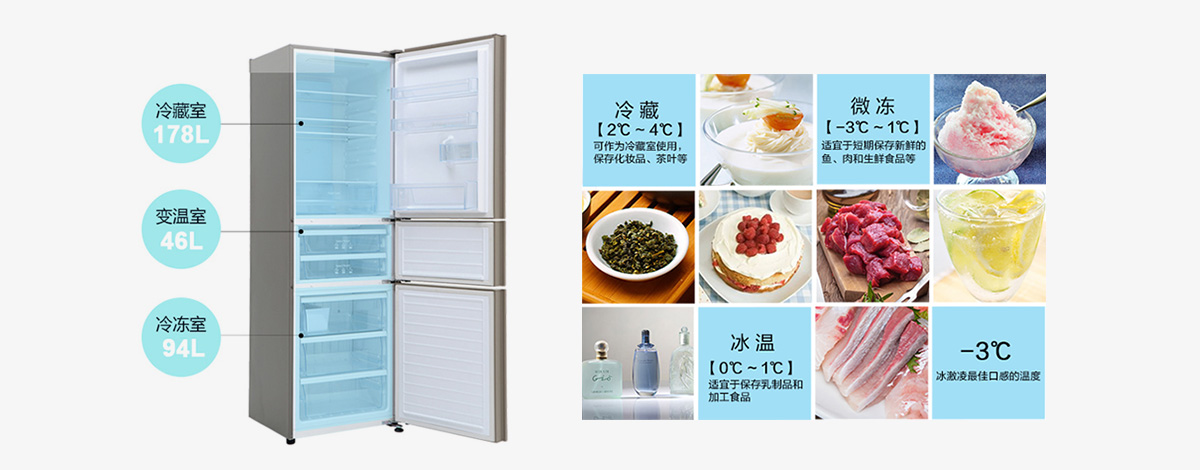 冷藏室
178L
变温室
46L
冷冻室
94L
冷藏
【2℃~4℃】
可作为冷藏室使用,
保存化妆品、茶叶等
微冻
【-3℃~1℃】
适宜于短期保存新鲜的
鱼、肉和生鲜食品等
冰温
【0℃~1℃】
适宜于保存乳制品和
加工食品
-3℃
冰激凌最佳口感的温度